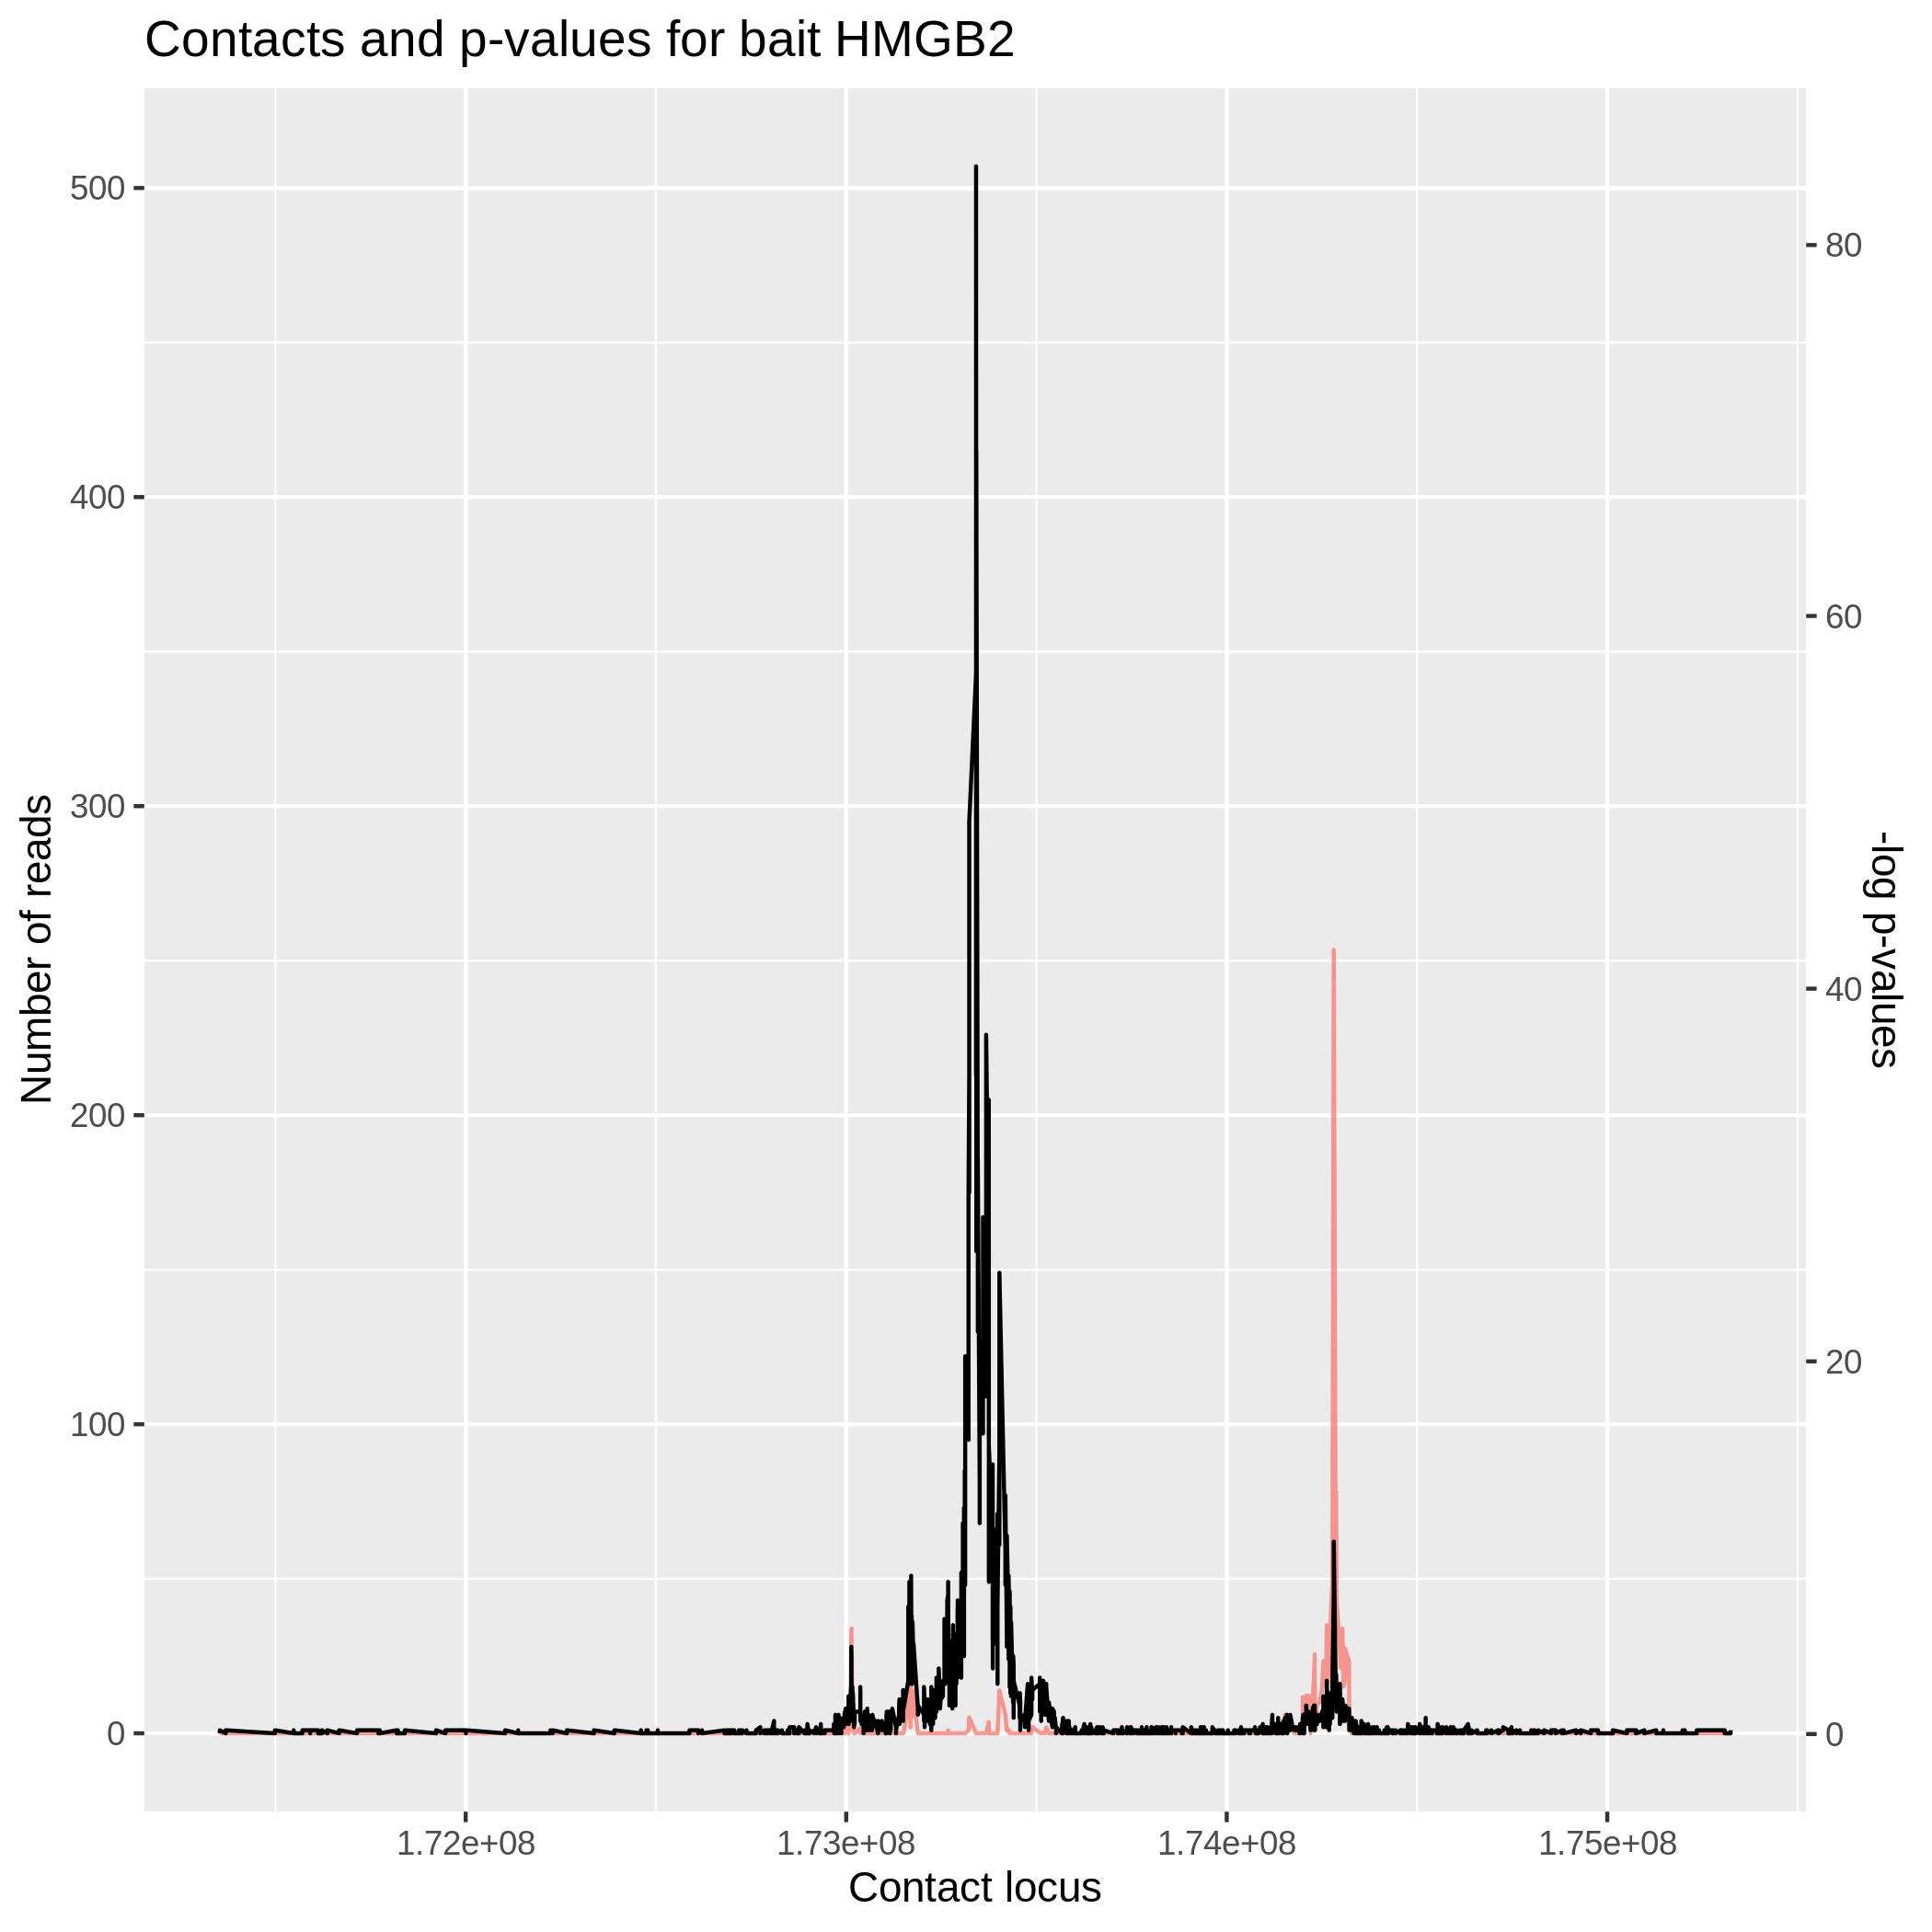 Contacts and p-values for bait HMGB2
500
400
300
200
100
0
Number of reads
80
60
40
20
0
-log p-values
1.72e+08
1.73e+08
1.74e+08
1.75e+08
Contact locus